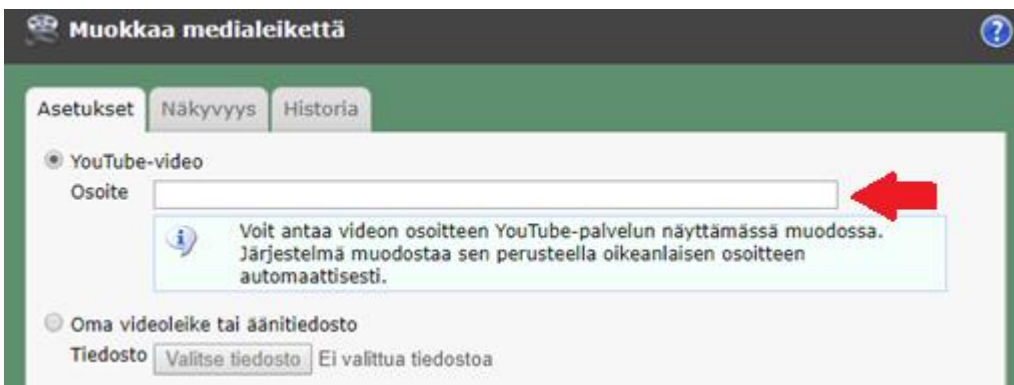 Muokkaa medialeikettä
?
Asetukset Näkyvyys Historia
YouTube-video
Osoite
i
Voit antaa videon osoitteen YouTube-palvelun näyttämässä muodossa.
Järjestelmä muodostaa sen perusteella oikeanlaisen osoitteen
automaattisesti.
Oma videoleike tai äänitiedosto
Tiedosto Valitse tiedosto Ei valittua tiedostoa